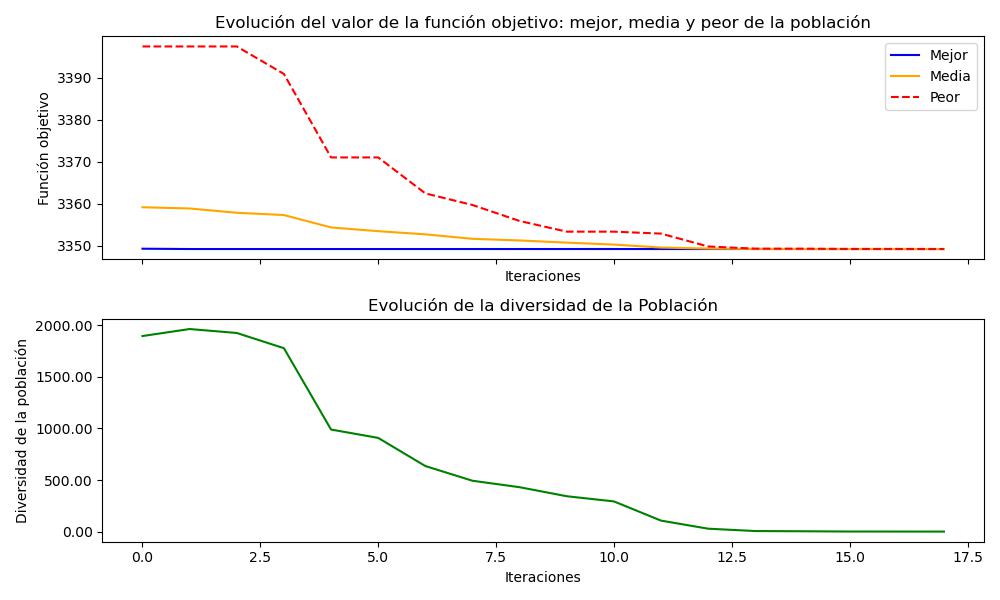 Evolución del valor de la función objetivo: mejor, media y peor de la población
Función objetivo
3390
3380
3370
3360
3350
Mejor
Media
Peor
Iteraciones
Evolución de la diversidad de la Población
Diversidad de la población
2000.00
1500.00
1000.00
500.00
0.00
0.0 2.5 5.0 7.5 10.0 12.5 15.0 17.5
Iteraciones